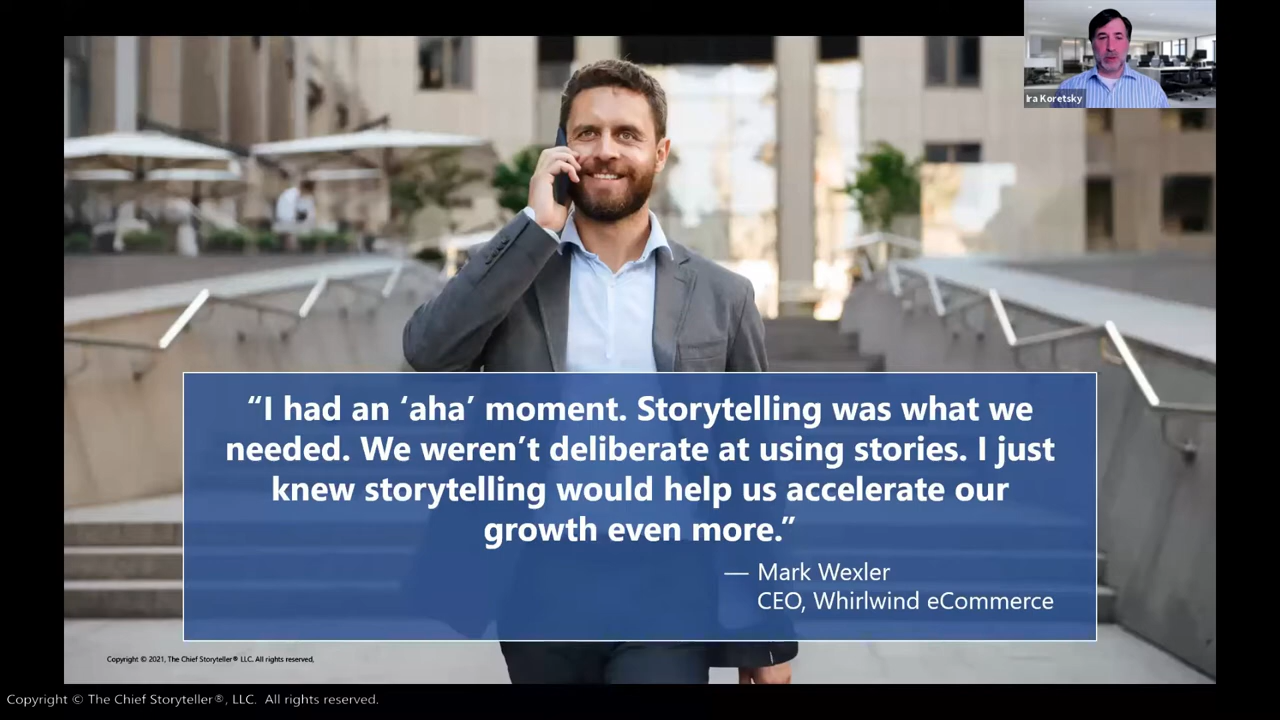 Ira Koretsky
“I had an ‘aha’ moment. Storytelling was what we
needed. We weren’t deliberate at using stories. I just
knew storytelling would help us accelerate our
growth even more.”
— Mark Wexler
CEO, Whirlwind eCommerce
Copyright © 2021, The Chief Storyteller® LLC. All rights reserved,
Copyright © The Chief Storyteller®, LLC.  All rights reserved.